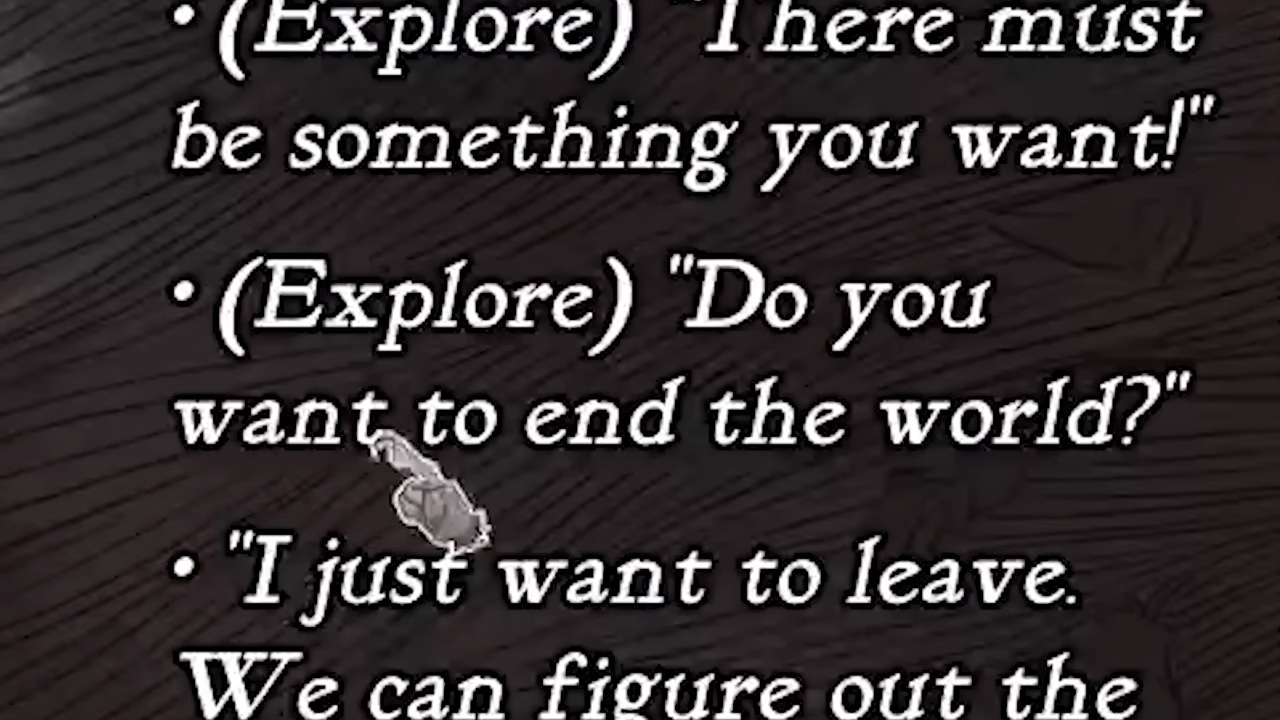 • (Explore) "There must
be something you want!"
• (Explore) "Do you
want to end the world?"
• "I just want to leave.
We can figure out the